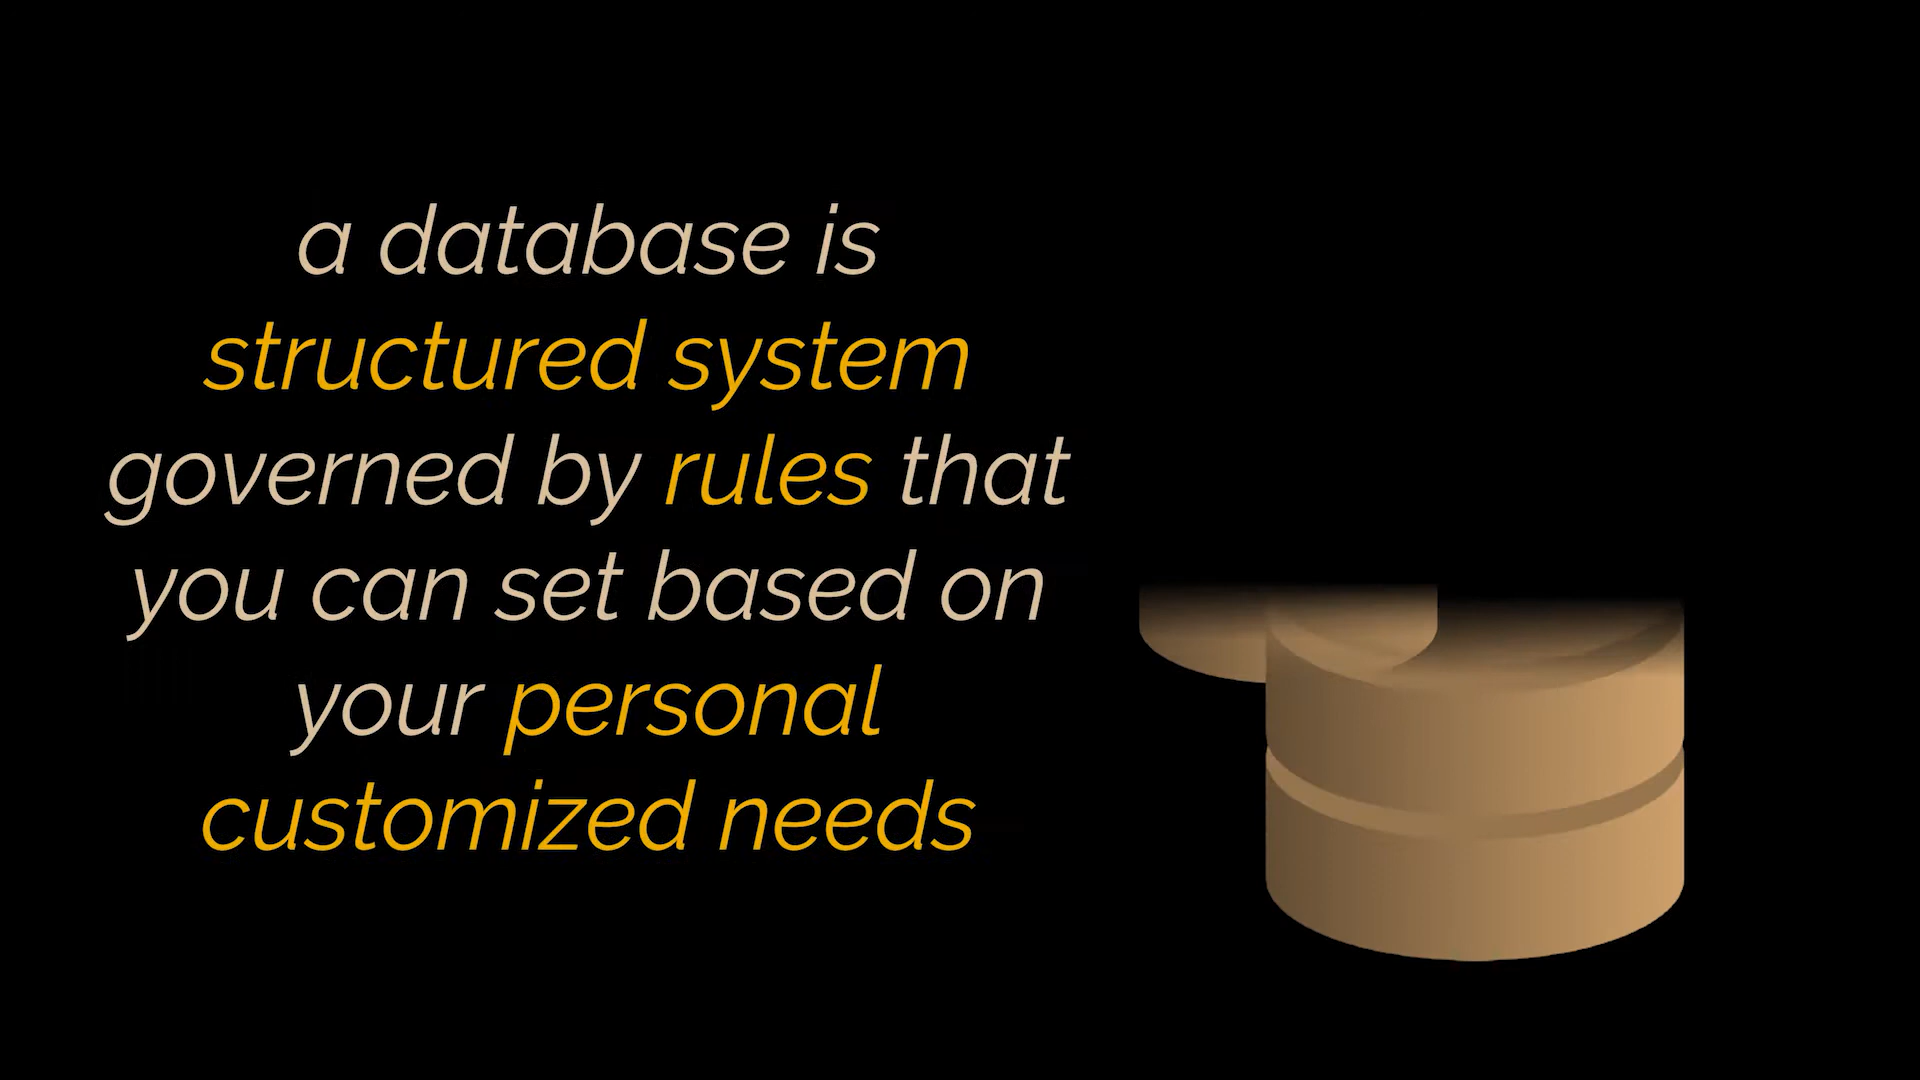 a database is
structured system
governed by rules that
you can set based on
your personal
customized needs